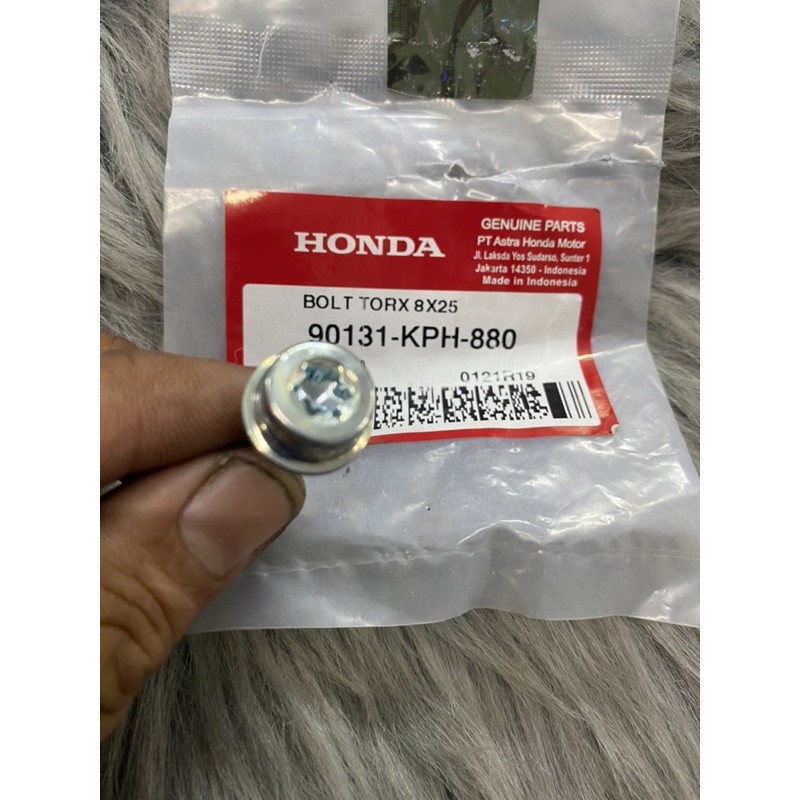 HONDA
GENUINE PARTS
PT Astra Honda Motor
Jl. Laksda Yos Sudarso, Sunter 1
Jakarta 14350 - Indonesia
Made in Indonesia
BOLT TORX 8X25
90131-KPH-880
0121R19